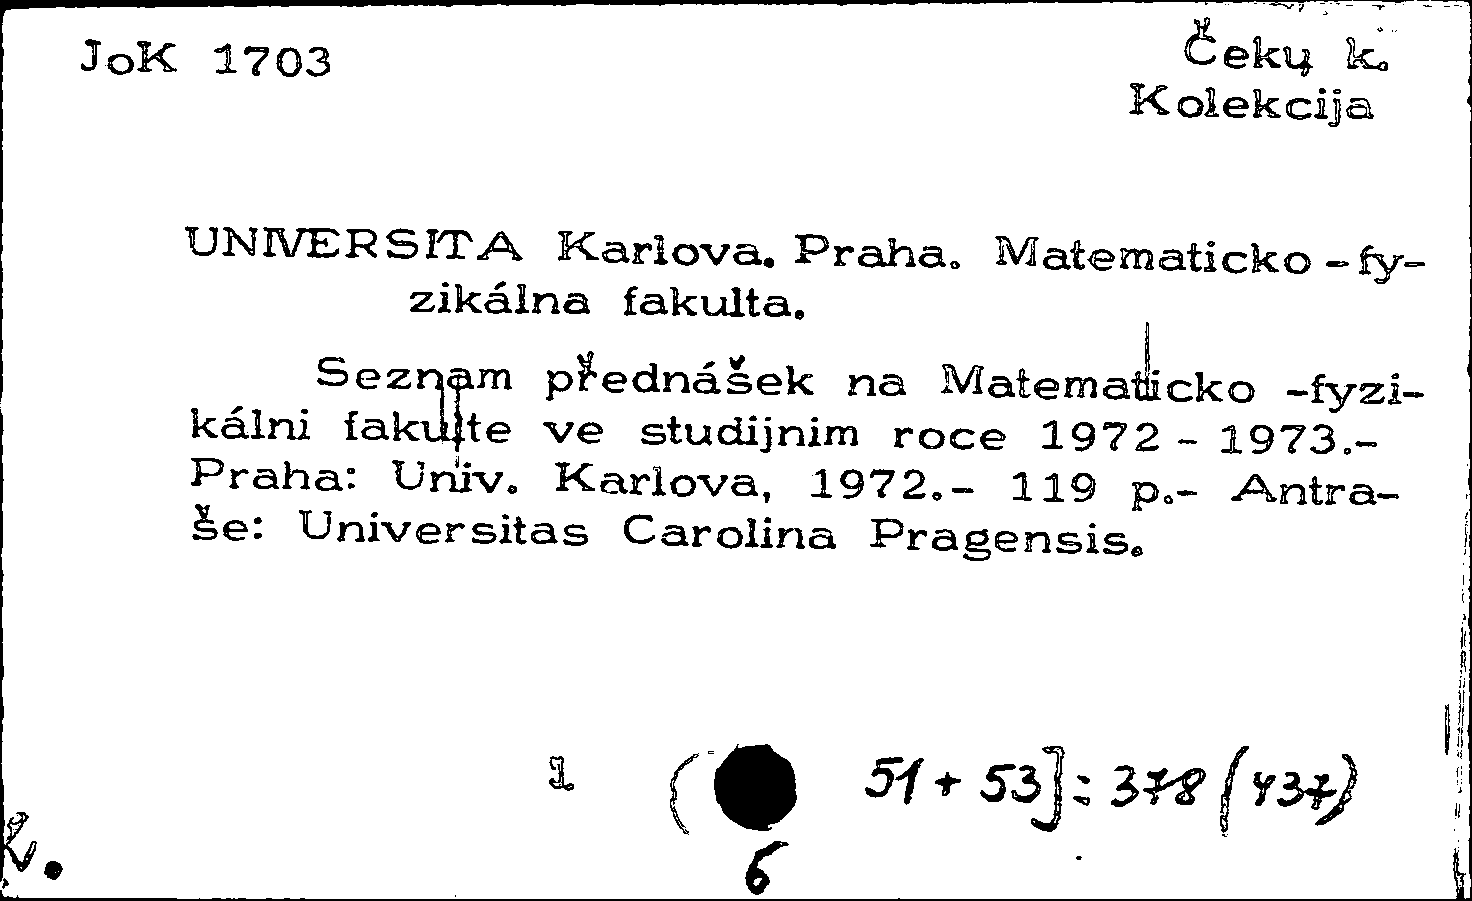 JoK 1703
Čekų k.
Kolekcija
UNIVERSITA Karlova. Praha. Matematicko-fy-
zikálna fakulta.
Seznam přednášek na Matematicko-fyzi-
kálni fakulte ve studijnim roce 1972-1973.-
Praha: Univ. Karlova, 1972.- 119 p.- Antra-
še: Universitas Carolina Pragensis.
1
51+53]:378(437)
6